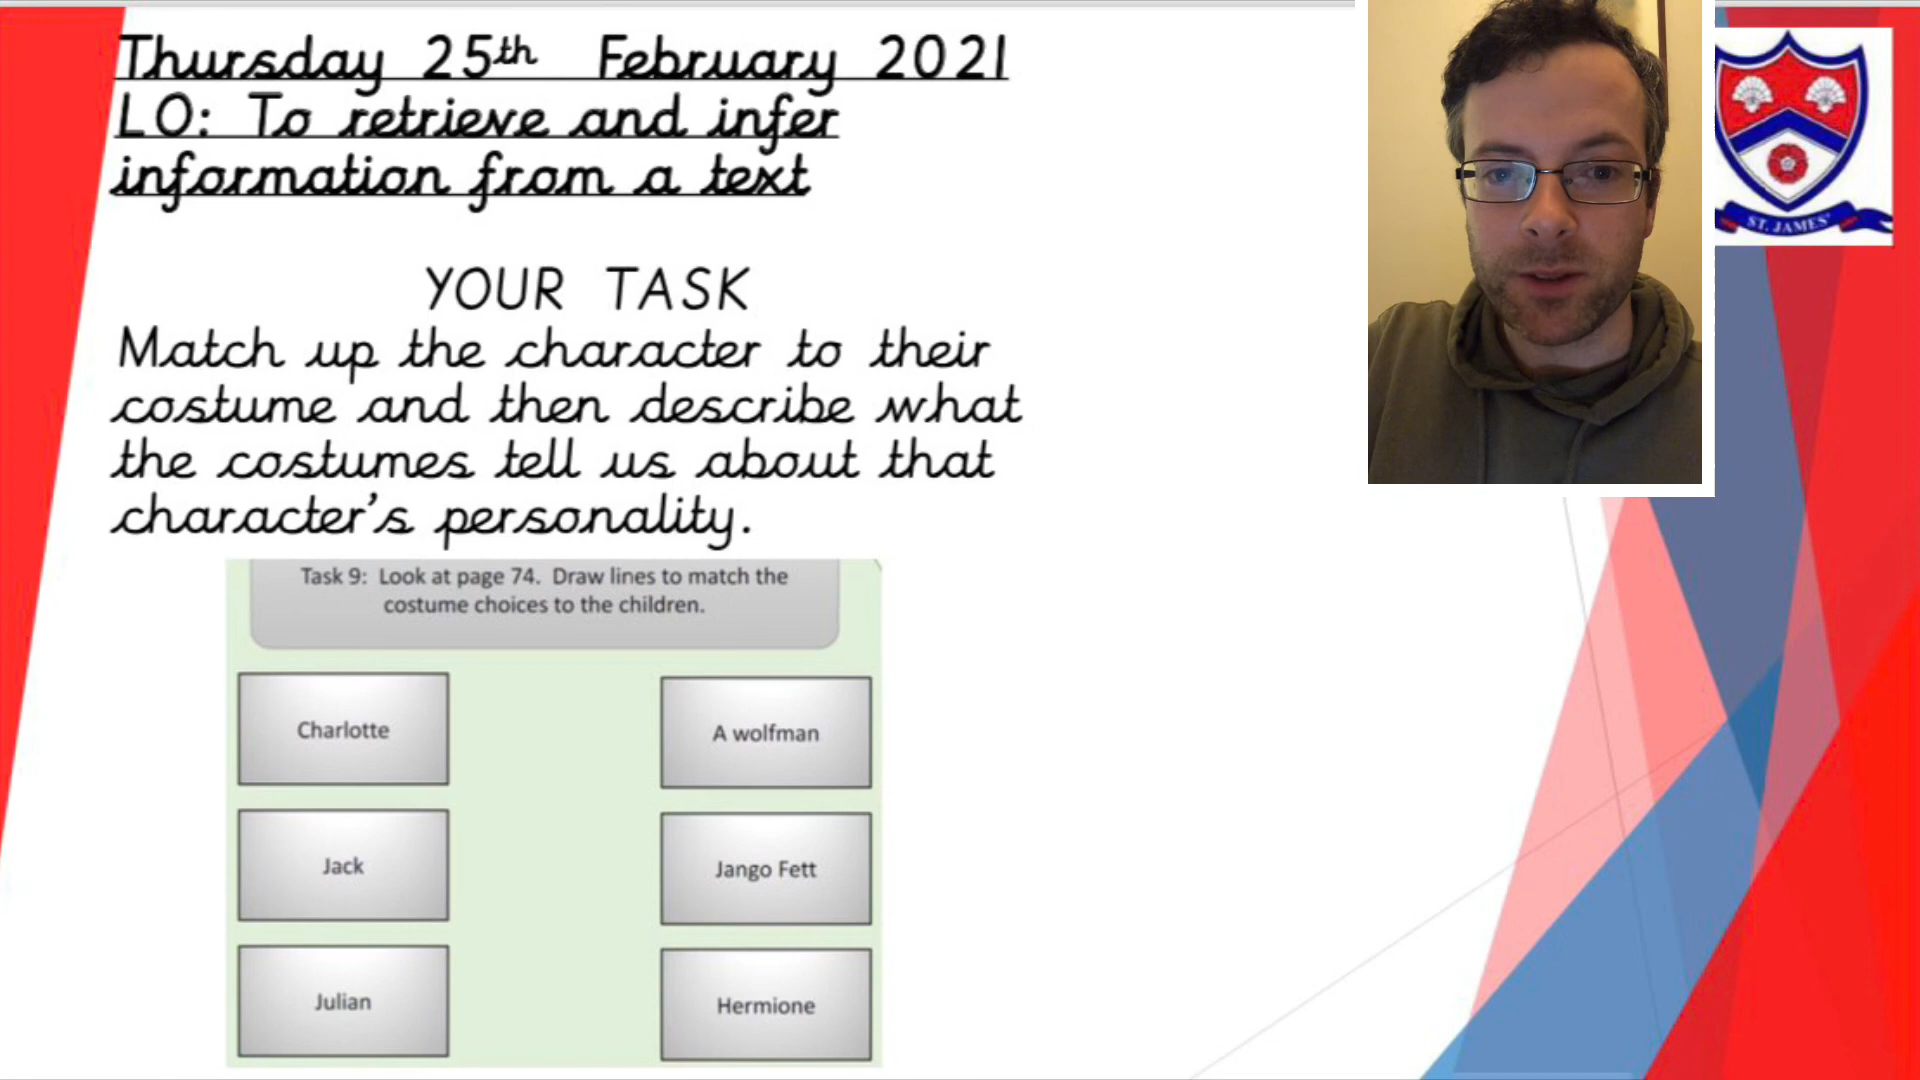 Thursday 25th February 2021
LO: To retrieve and infer
information from a text
YOUR TASK
Match up the character to their
costume and then describe what
the costumes tell us about that
character's personality.
Task 9: Look at page 74. Draw lines to match the
costume choices to the children.
Charlotte
A wolfman
Jack
Jango Fett
Julian
Hermione
ST. JAMES'